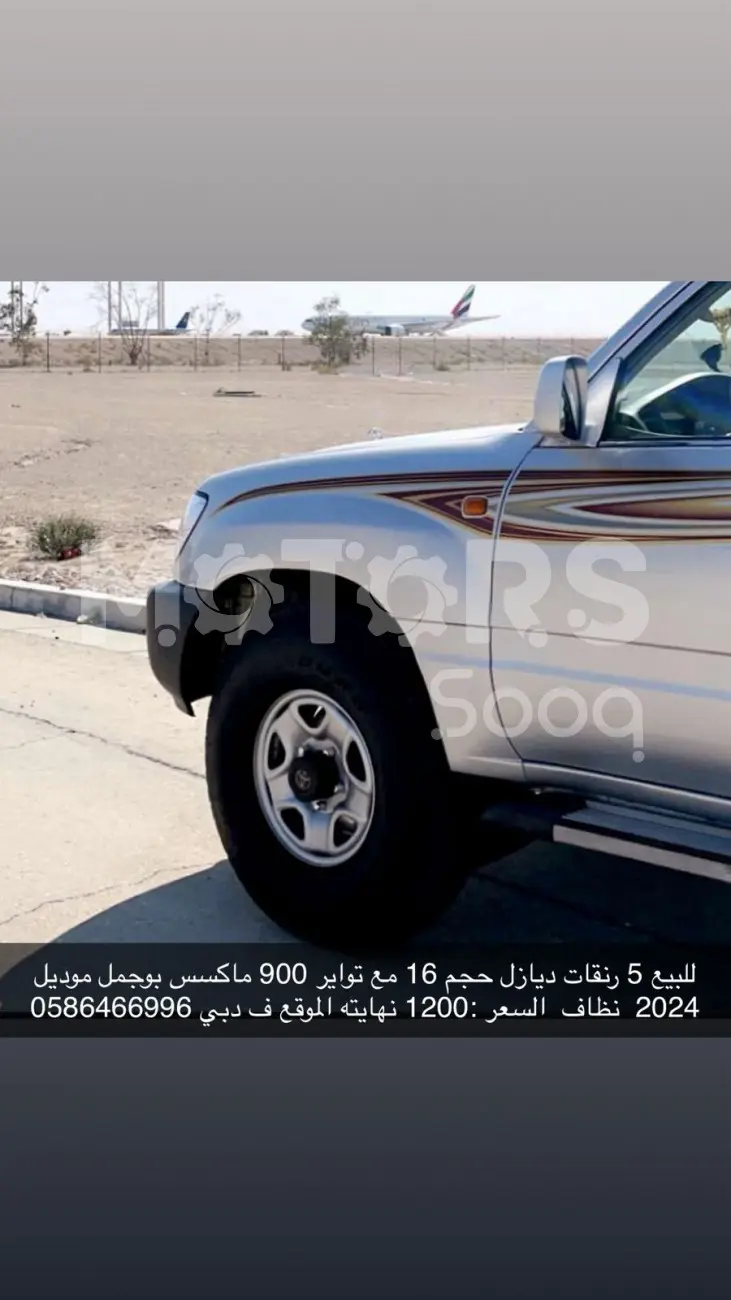 MOTORS
Sooq
للبيع 5 رنقات ديازل حجم 16 مع تواير 900 ماكسس بوجمل موديل
2024 نظاف السعر :1200 نهايته الموقع ف دبي 0586466996